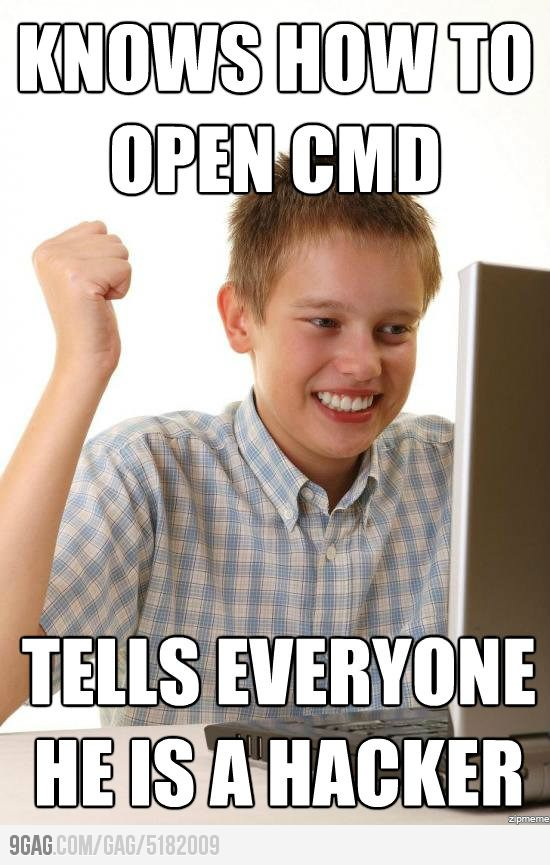 KNOWS HOW TO
OPEN CMD
TELLS EVERYONE
HE IS A HACKER
zipmeme
9GAG.COM/GAG/5182009